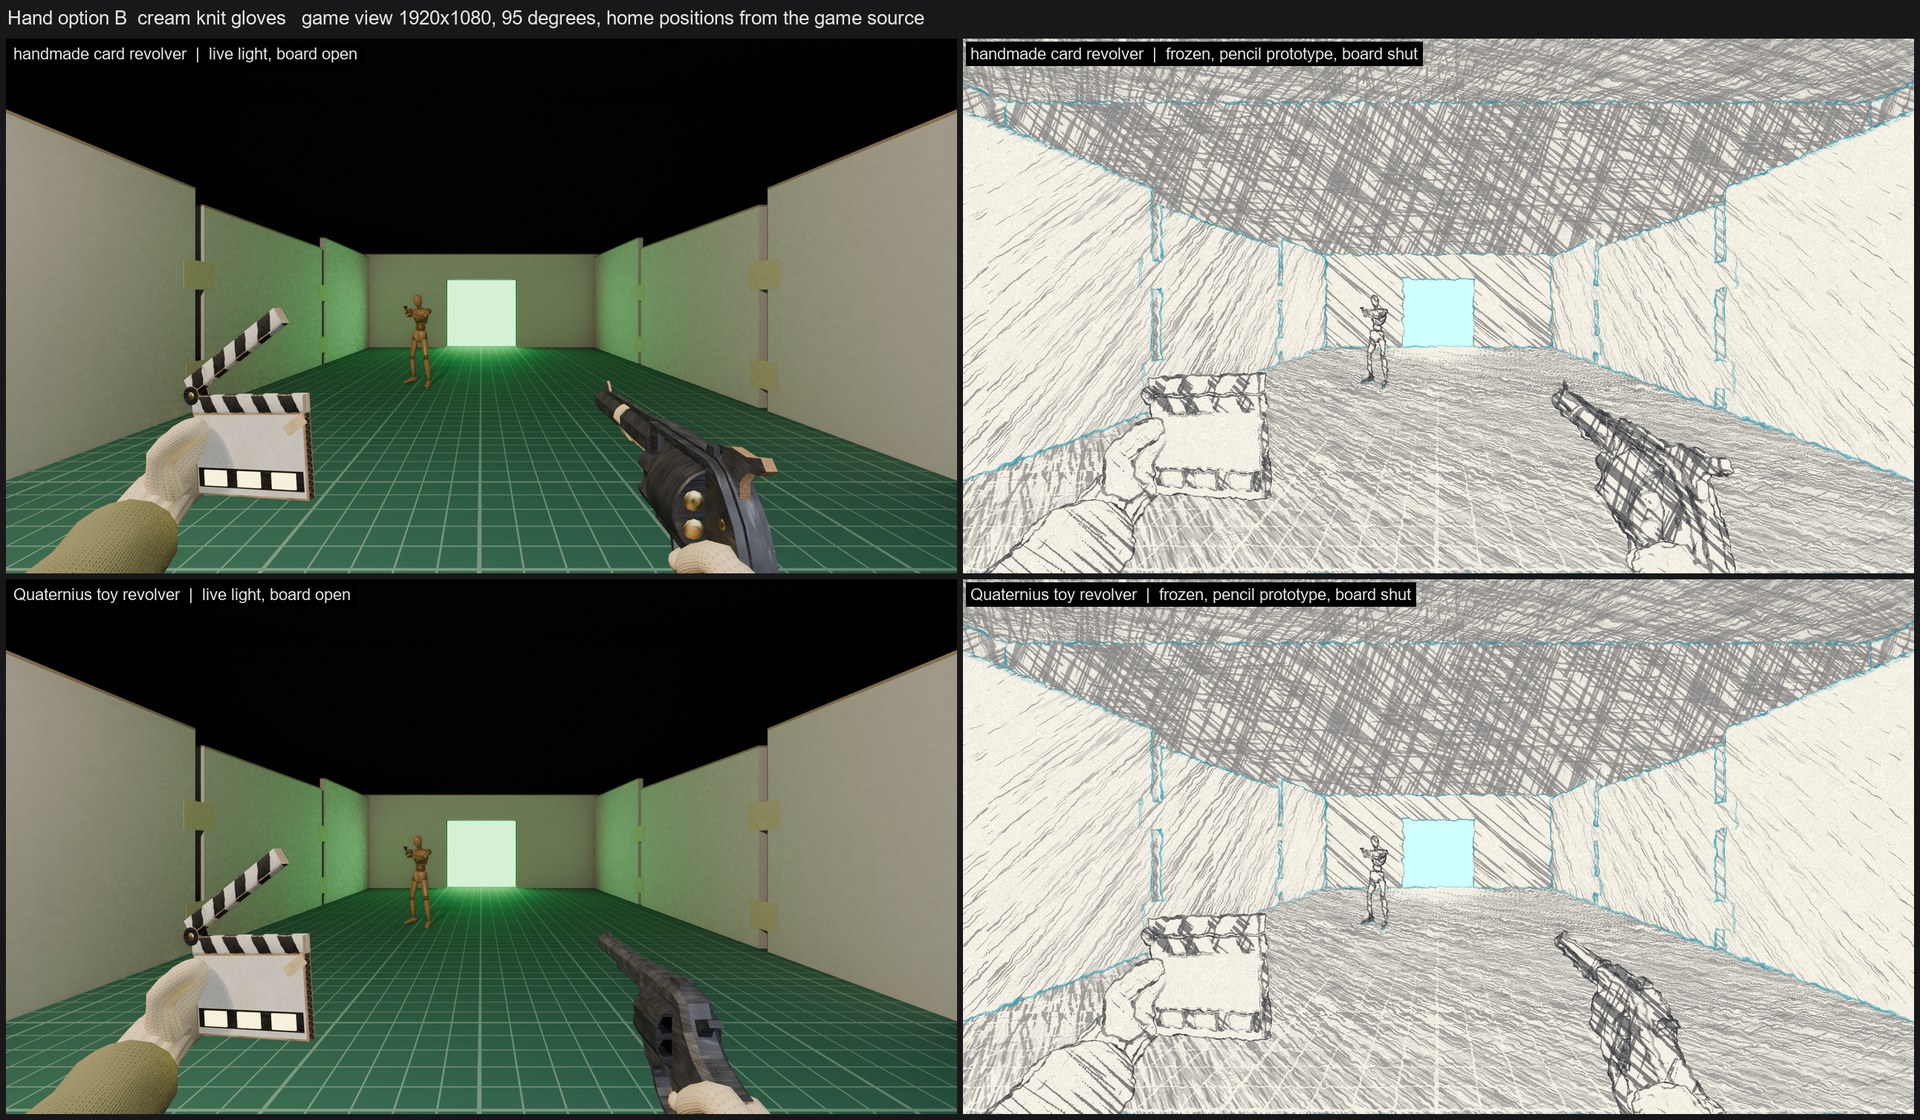 Hand option B  cream knit gloves   game view 1920x1080, 95 degrees, home positions from the game source
handmade card revolver  |  live light, board open
handmade card revolver  |  frozen, pencil prototype, board shut
Quaternius toy revolver  |  live light, board open
Quaternius toy revolver  |  frozen, pencil prototype, board shut